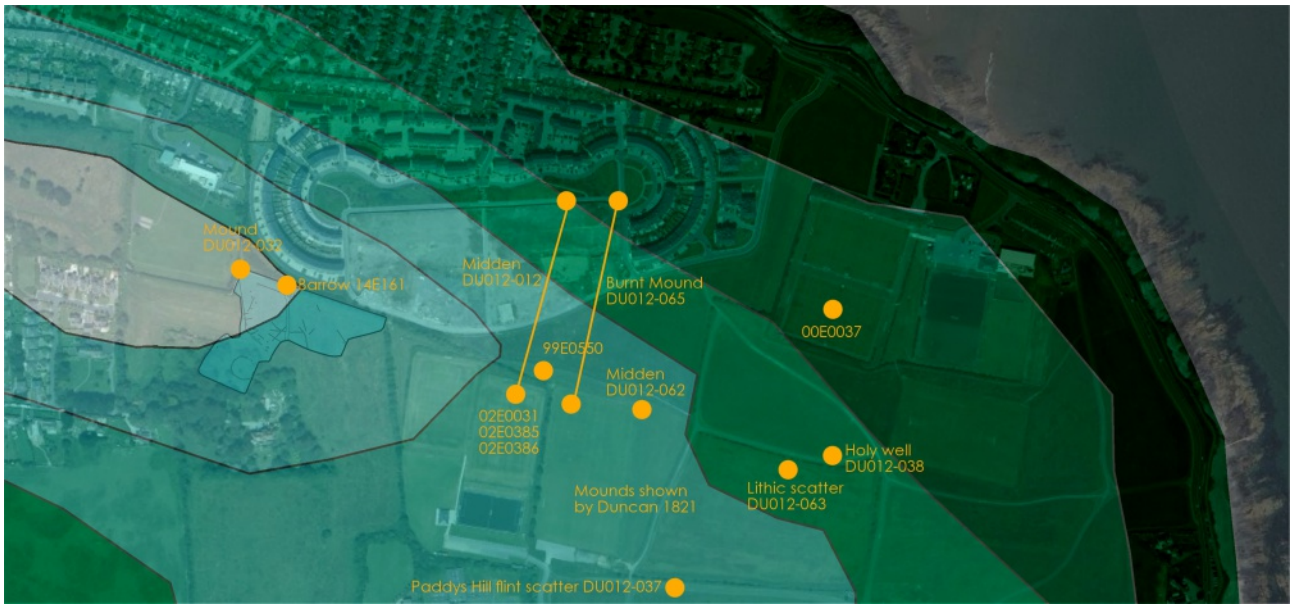 Mound
DU012-032
Barrow 14E161
Midden
DU012-012
Burnt Mound
DU012-065
00E0037
99E0550
Midden
DU012-062
02E0031
02E0385
02E0386
Holy well
DU012-038
Lithic scatter
DU012-063
Mounds shown
by Duncan 1821
Paddys Hill flint scatter DU012-037